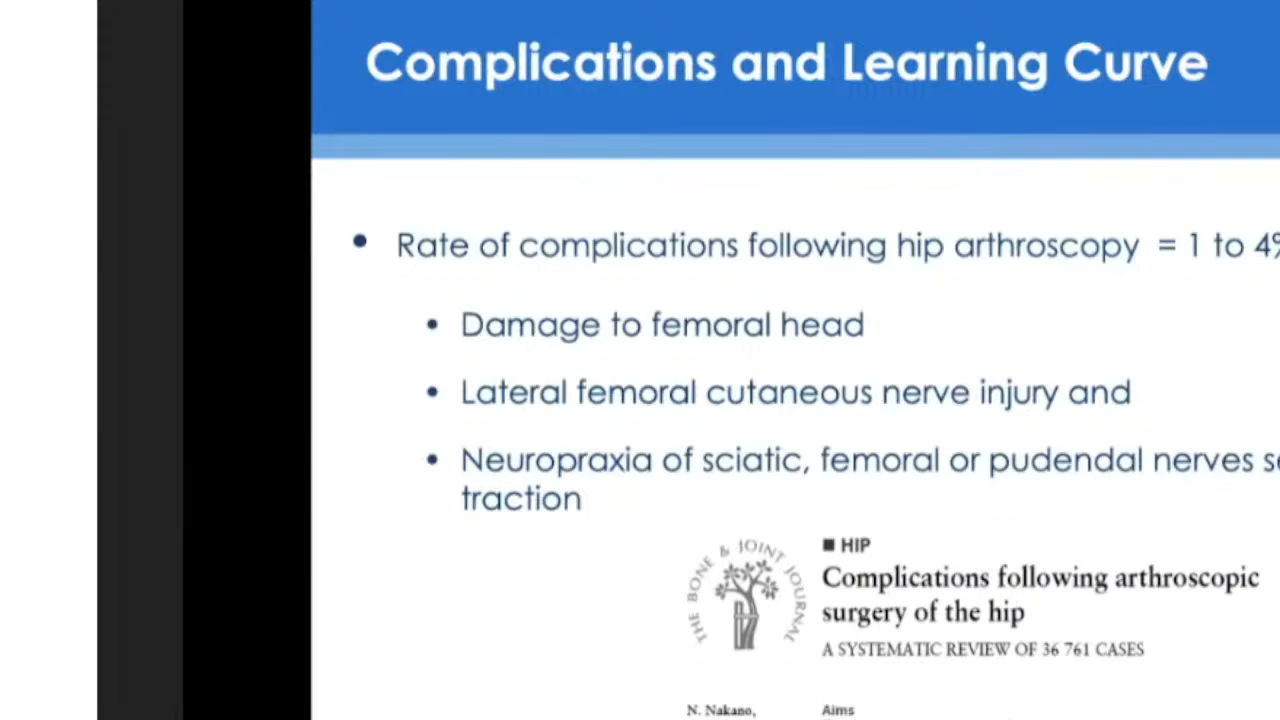 Complications and Learning Curve
• Rate of complications following hip arthroscopy = 1 to 4%
• Damage to femoral head
• Lateral femoral cutaneous nerve injury and
• Neuropraxia of sciatic, femoral or pudendal nerves
traction
THE BONE & JOINT JOURNAL
■ HIP
Complications following arthroscopic
surgery of the hip
A SYSTEMATIC REVIEW OF 36 761 CASES
N. Nakano,
Aims